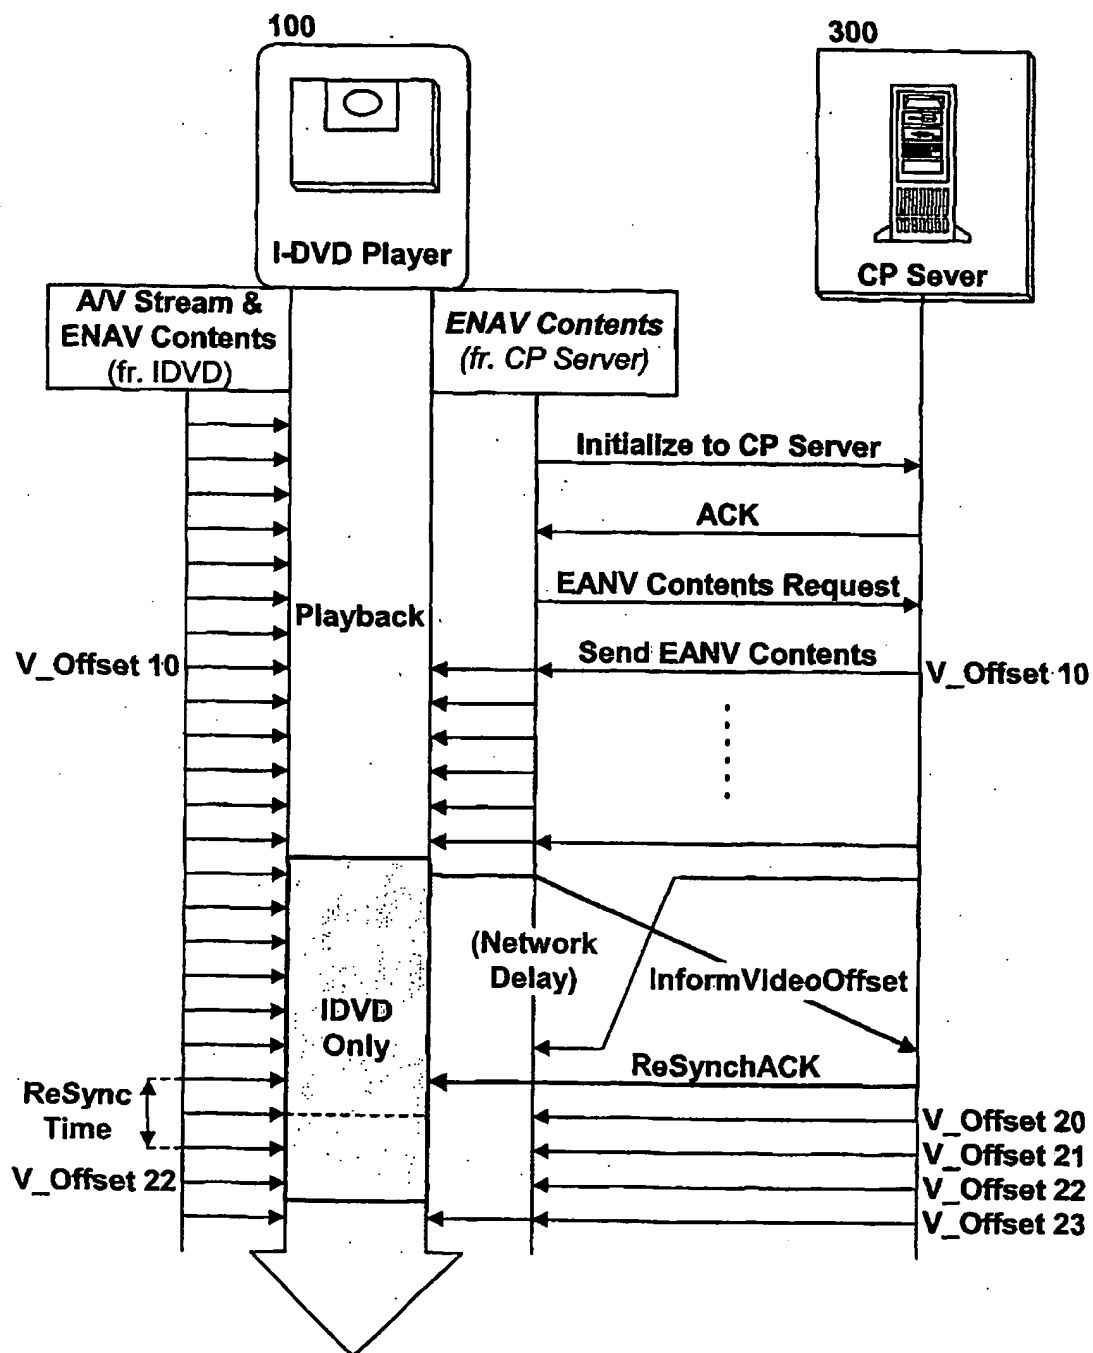 100
300
I-DVD Player
CP Sever
A/V Stream &
ENAV Contents
(fr. IDVD)
ENAV Contents
(fr. CP Server)
Initialize to CP Server
ACK
EANV Contents Request
Playback
V_Offset 10
Send EANV Contents
V_Offset 10
(Network
Delay)
InformVideoOffset
IDVD
Only
ReSynchACK
ReSync
Time
V_Offset 20
V_Offset 21
V_Offset 22
V_Offset 22
V_Offset 23